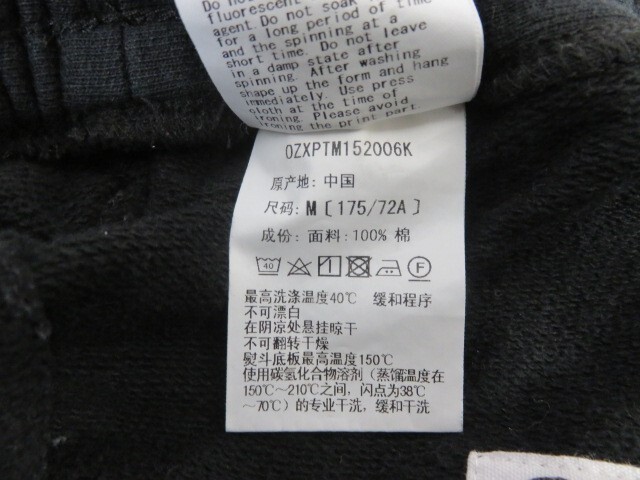 fluorescent
agent. Do not soak
for a long period of time
and the spinning at a
short time. Do not leave
in a damp state after
spinning. After washing
shape up the form and hang
immediately. Use press
cloth at the time of
ironing. Please avoid
ironing the print part
0ZXPTM152006K
原产地: 中国
尺码: M [175/72A]
成份: 面料:100% 棉
40 F
最高洗涤温度40℃ 缓和程序
不可漂白
在阴凉处悬挂晾干
不可翻转干燥
熨斗底板最高温度150℃
使用碳氢化合物溶剂 (蒸馏温度在
150℃~210℃之间, 闪点为38℃
~70℃) 的专业干洗, 缓和干洗